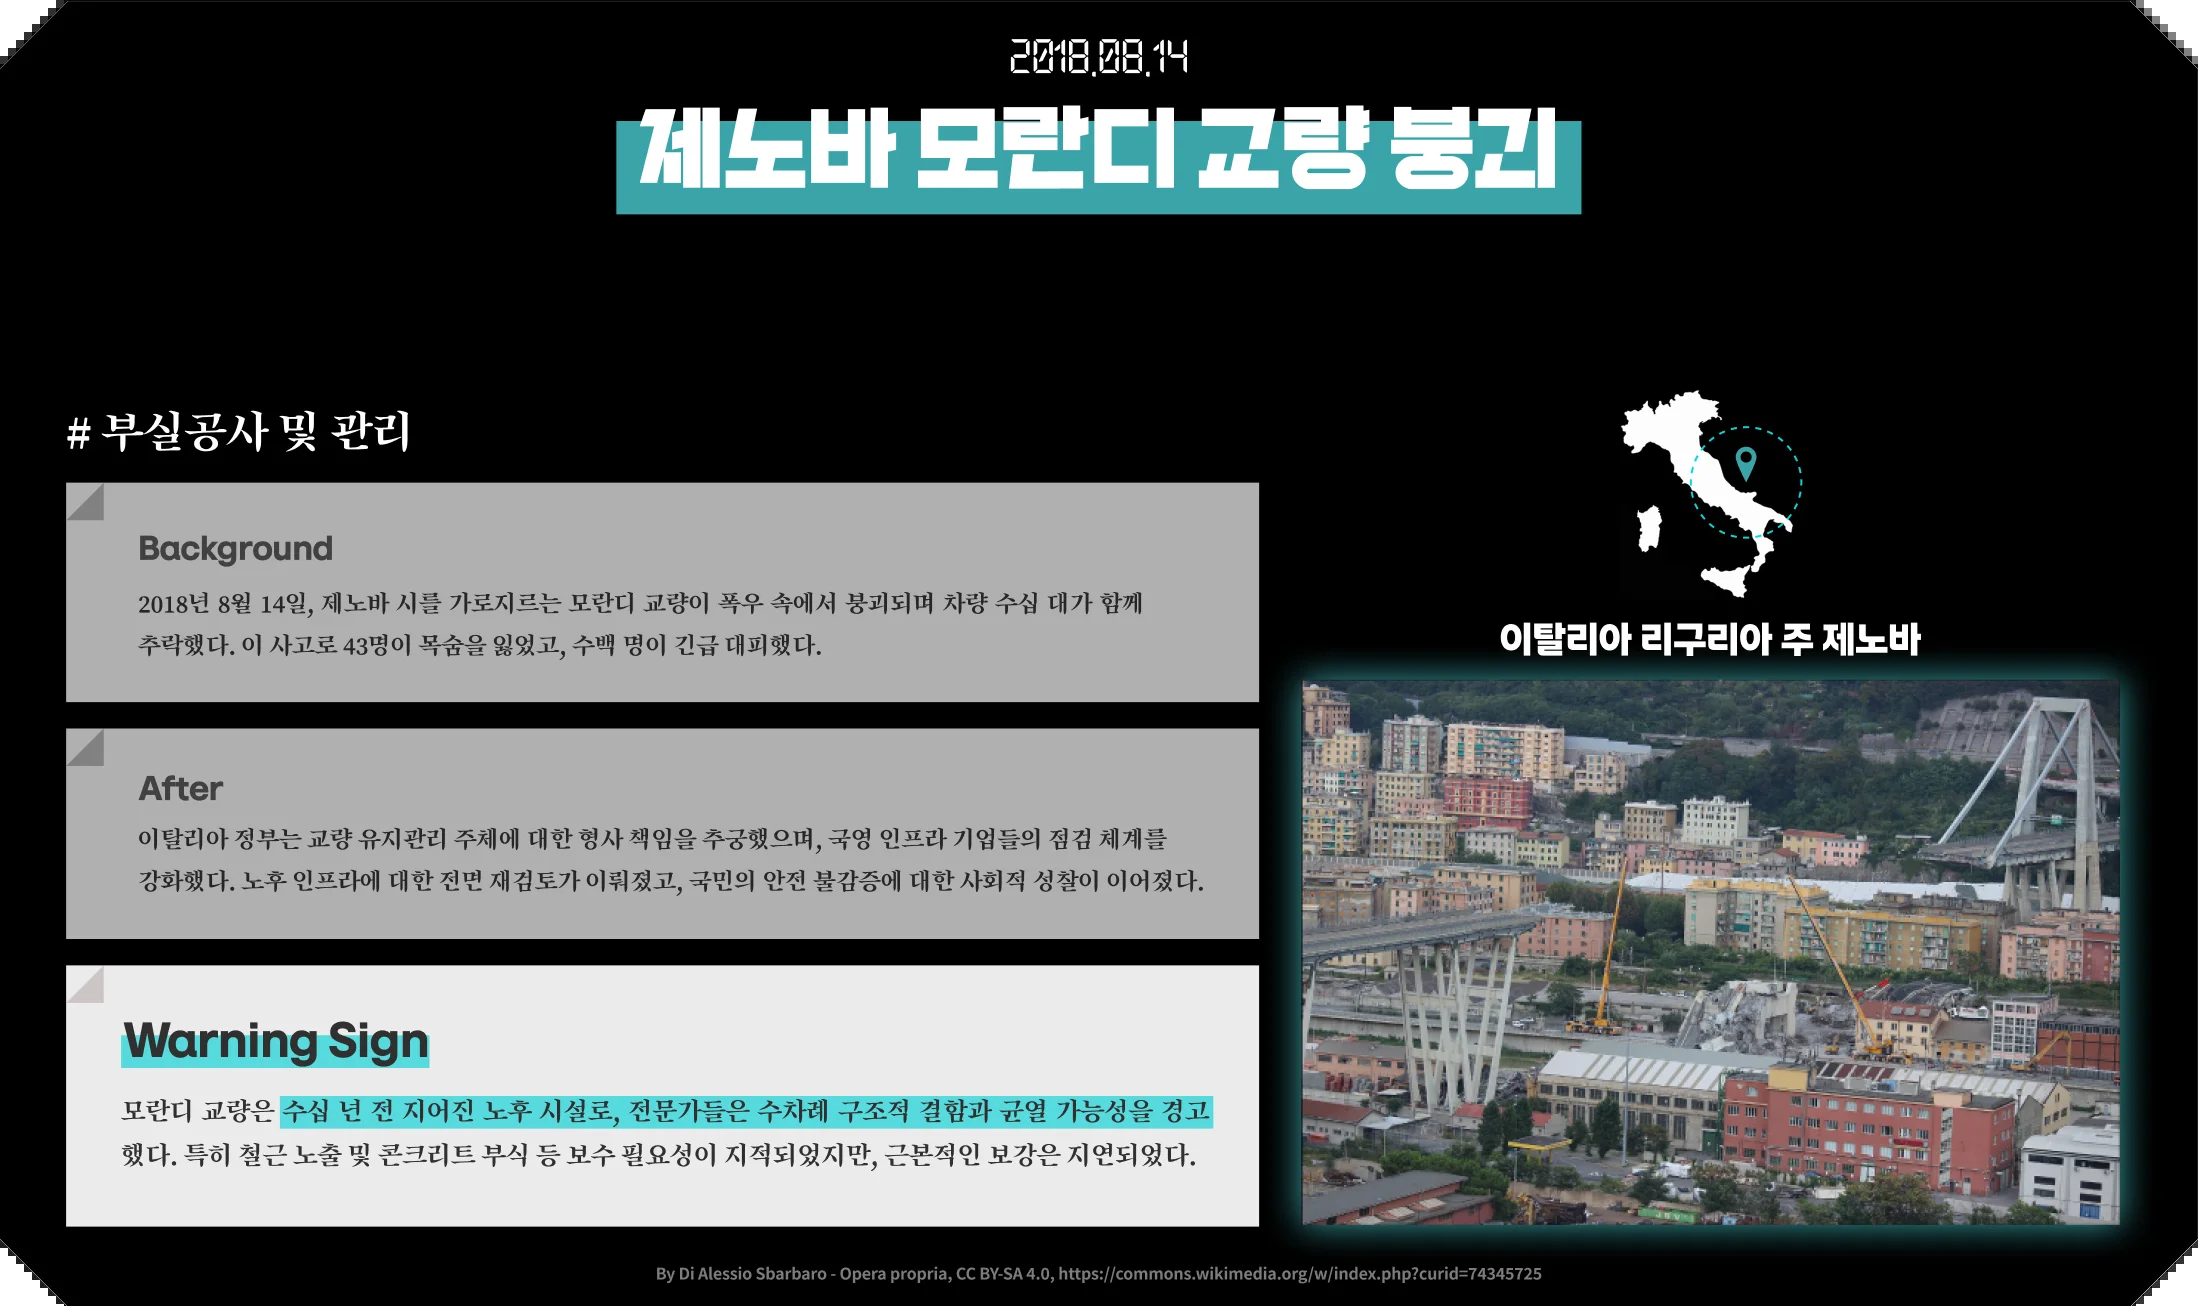 2018.08.14
제노바 모란디 교량 붕괴
# 부실공사 및 관리
Background
2018년 8월 14일, 제노바 시를 가로지르는 모란디 교량이 폭우 속에서 붕괴되며 차량 수십 대가 함께
추락했다. 이 사고로 43명이 목숨을 잃었고, 수백 명이 긴급 대피했다.
After
이탈리아 정부는 교량 유지관리 주체에 대한 형사 책임을 추궁했으며, 국영 인프라 기업들의 점검 체계를
강화했다. 노후 인프라에 대한 전면 재검토가 이뤄졌고, 국민의 안전 불감증에 대한 사회적 성찰이 이어졌다.
Warning Sign
모란디 교량은 수십 년 전 지어진 노후 시설로, 전문가들은 수차례 구조적 결함과 균열 가능성을 경고
했다. 특히 철근 노출 및 콘크리트 부식 등 보수 필요성이 지적되었지만, 근본적인 보강은 지연되었다.
이탈리아 리구리아 주 제노바
By Di Alessio Sbarbaro - Opera propria, CC BY-SA 4.0, https://commons.wikimedia.org/w/index.php?curid=74345725